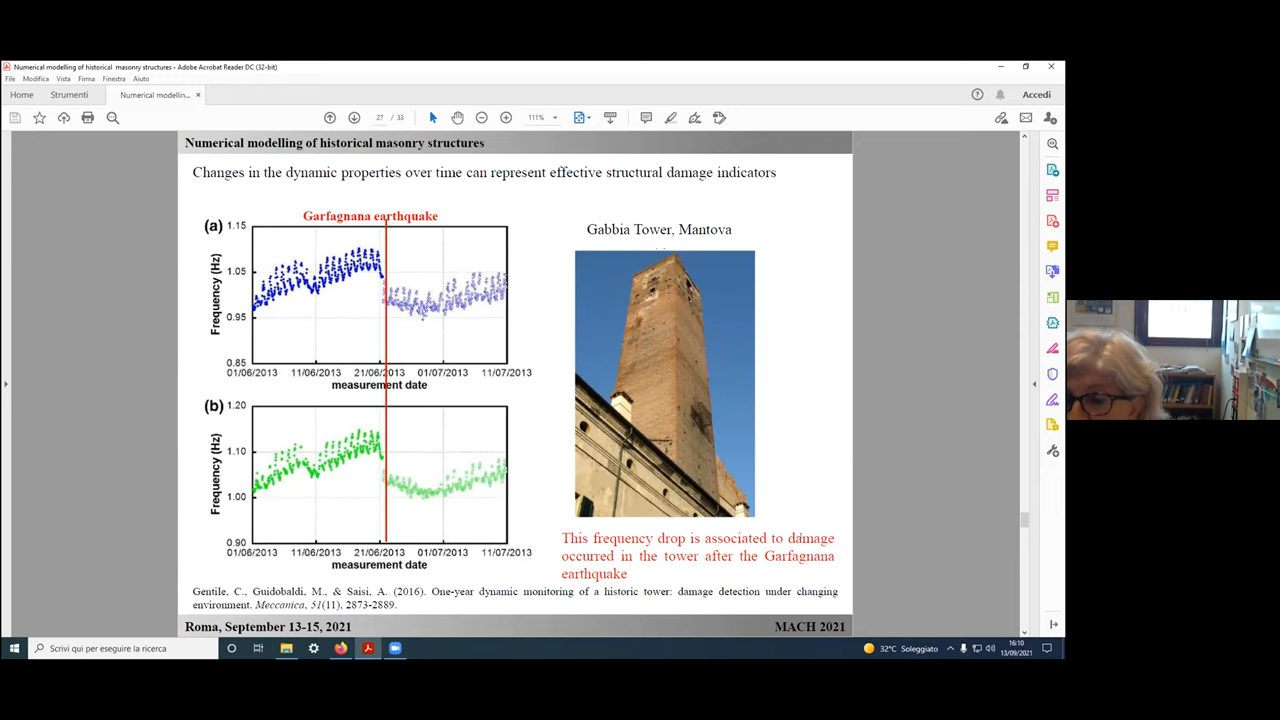 Numerical modelling of historical masonry structures - Adobe Acrobat Reader DC (32-bit)
File Modifica Vista Firma Finestra Aiuto
Home Strumenti Numerical modellin... Accedi
27 / 33 111%
Numerical modelling of historical masonry structures
Changes in the dynamic properties over time can represent effective structural damage indicators
Garfagnana earthquake
(a)
1.15
1.05
0.95
0.85
Frequency (Hz)
01/06/2013 11/06/2013 21/06/2013 01/07/2013 11/07/2013
measurement date
(b)
1.20
1.10
1.00
0.90
Frequency (Hz)
01/06/2013 11/06/2013 21/06/2013 01/07/2013 11/07/2013
measurement date
Gabbia Tower, Mantova
This frequency drop is associated to damage
occurred in the tower after the Garfagnana
earthquake
Gentile, C., Guidobaldi, M., & Saisi, A. (2016). One-year dynamic monitoring of a historic tower: damage detection under changing
environment. Meccanica, 51(11), 2873-2889.
Roma, September 13-15, 2021 MACH 2021
Scrivi qui per eseguire la ricerca
32°C Soleggiato
16:10
13/09/2021